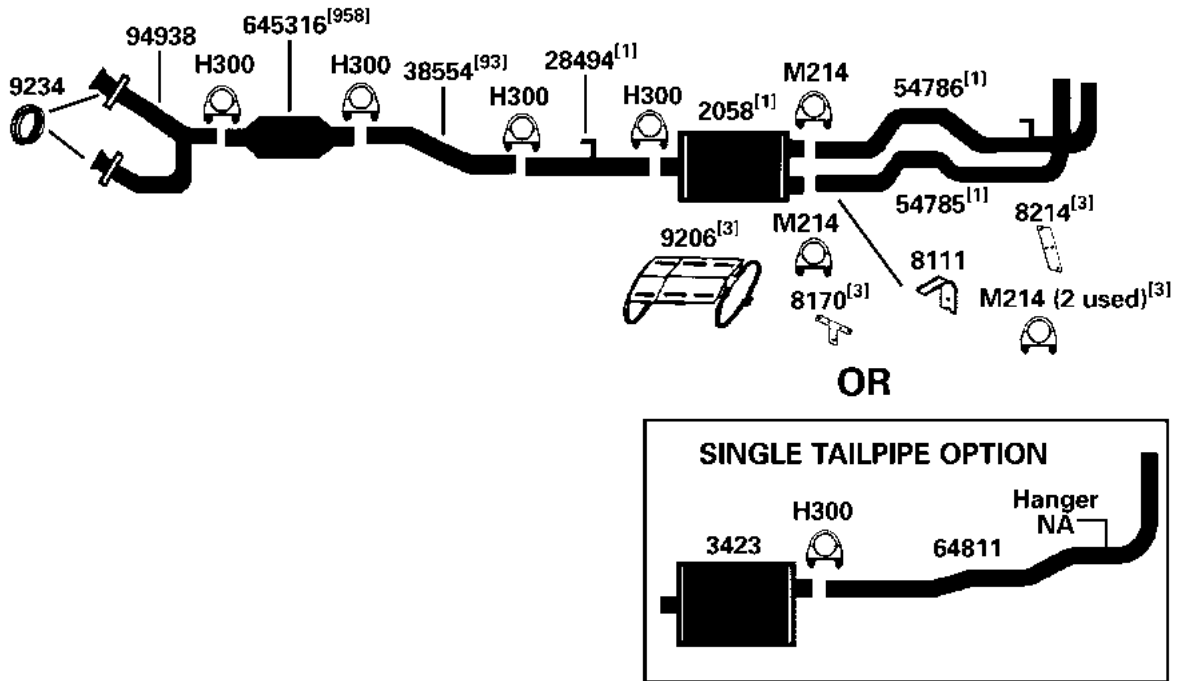 645316[958]
94938
H300
H300
28494[1]
9234
38554[93]
M214
54786[1]
H300
H300
2058[1]
54785[1]
8214[3]
9206[3]
M214
8111
8170[3]
M214 (2 used)[3]
OR
SINGLE TAILPIPE OPTION
Hanger
NA
H300
3423
64811